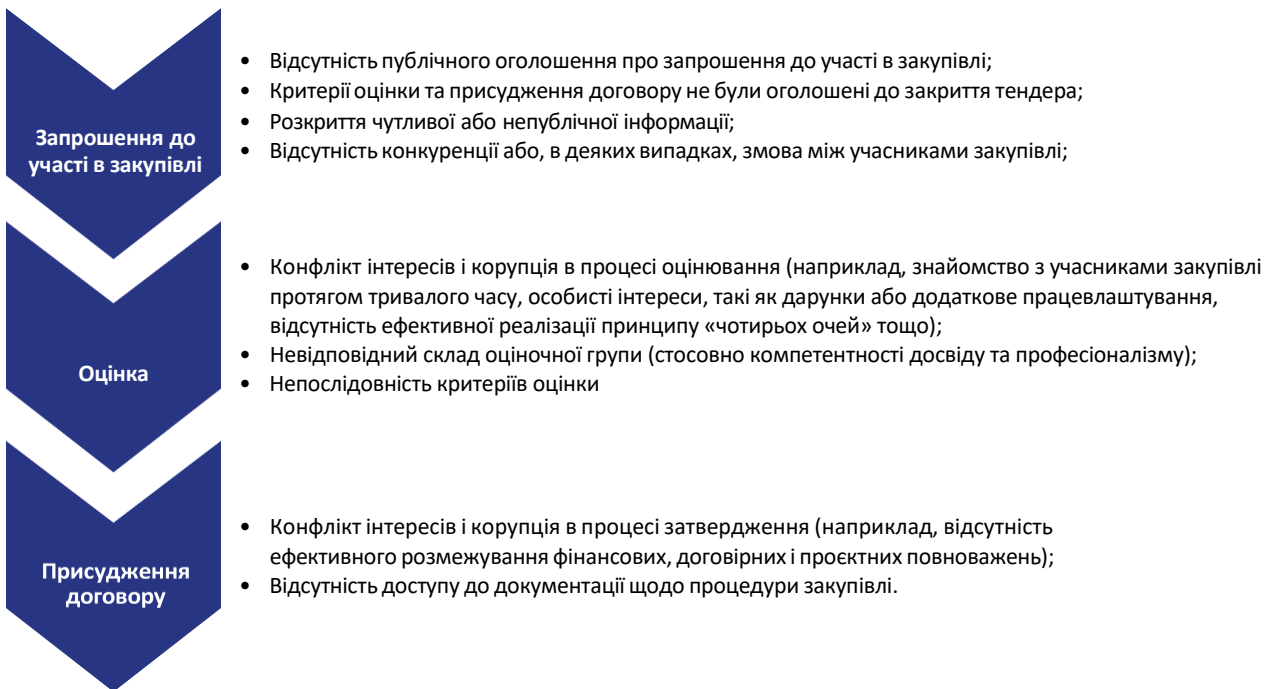 Запрошення до
участі в закупівлі
• Відсутність публічного оголошення про запрошення до участі в закупівлі;
• Критерії оцінки та присудження договору не були оголошені до закриття тендера;
• Розкриття чутливої або непублічної інформації;
• Відсутність конкуренції або, в деяких випадках, змова між учасниками закупівлі;
Оцінка
• Конфлікт інтересів і корупція в процесі оцінювання (наприклад, знайомство з учасниками закупівлі
протягом тривалого часу, особисті інтереси, такі як дарунки або додаткове працевлаштування,
відсутність ефективної реалізації принципу «чотирьох очей» тощо);
• Невідповідний склад оціночної групи (стосовно компетентності досвіду та професіоналізму);
• Непослідовність критеріїв оцінки
Присудження
договору
• Конфлікт інтересів і корупція в процесі затвердження (наприклад, відсутність
ефективного розмежування фінансових, договірних і проєктних повноважень);
• Відсутність доступу до документації щодо процедури закупівлі.